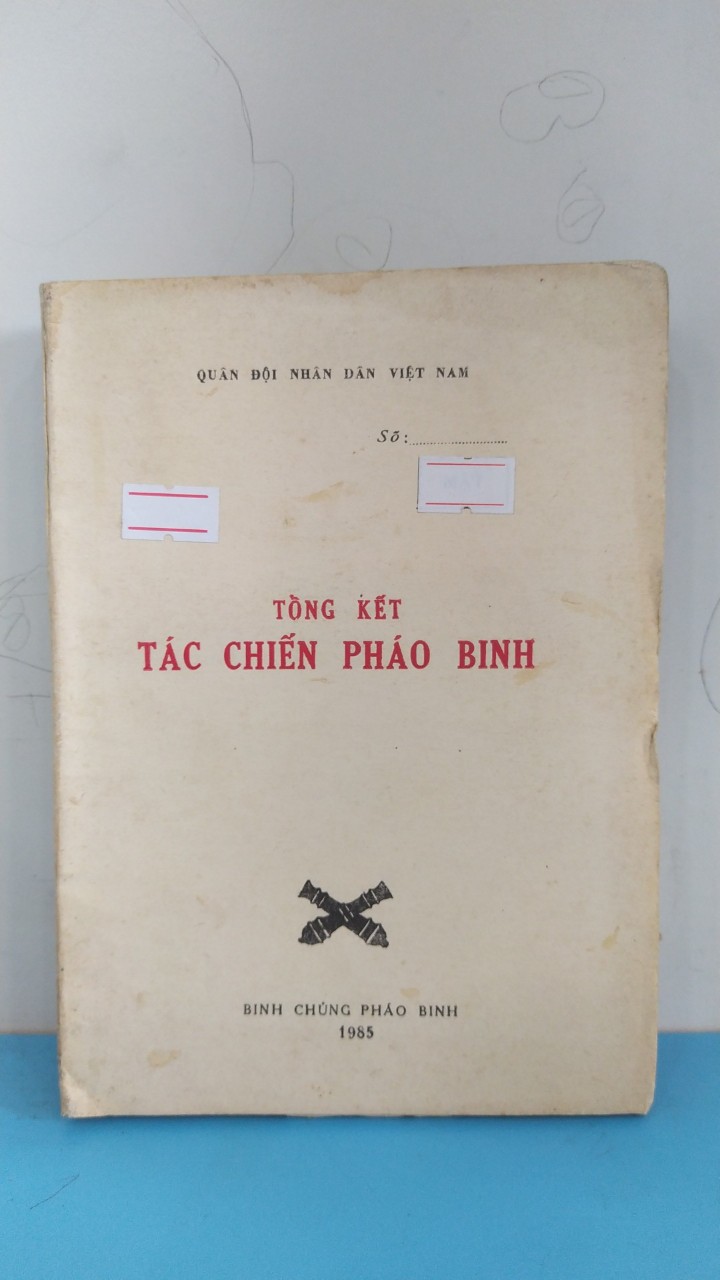 QUÂN ĐỘI NHÂN DÂN VIỆT NAM
Số:..........................
TỔNG KẾT
TÁC CHIẾN PHÁO BINH
BINH CHỦNG PHÁO BINH
1985